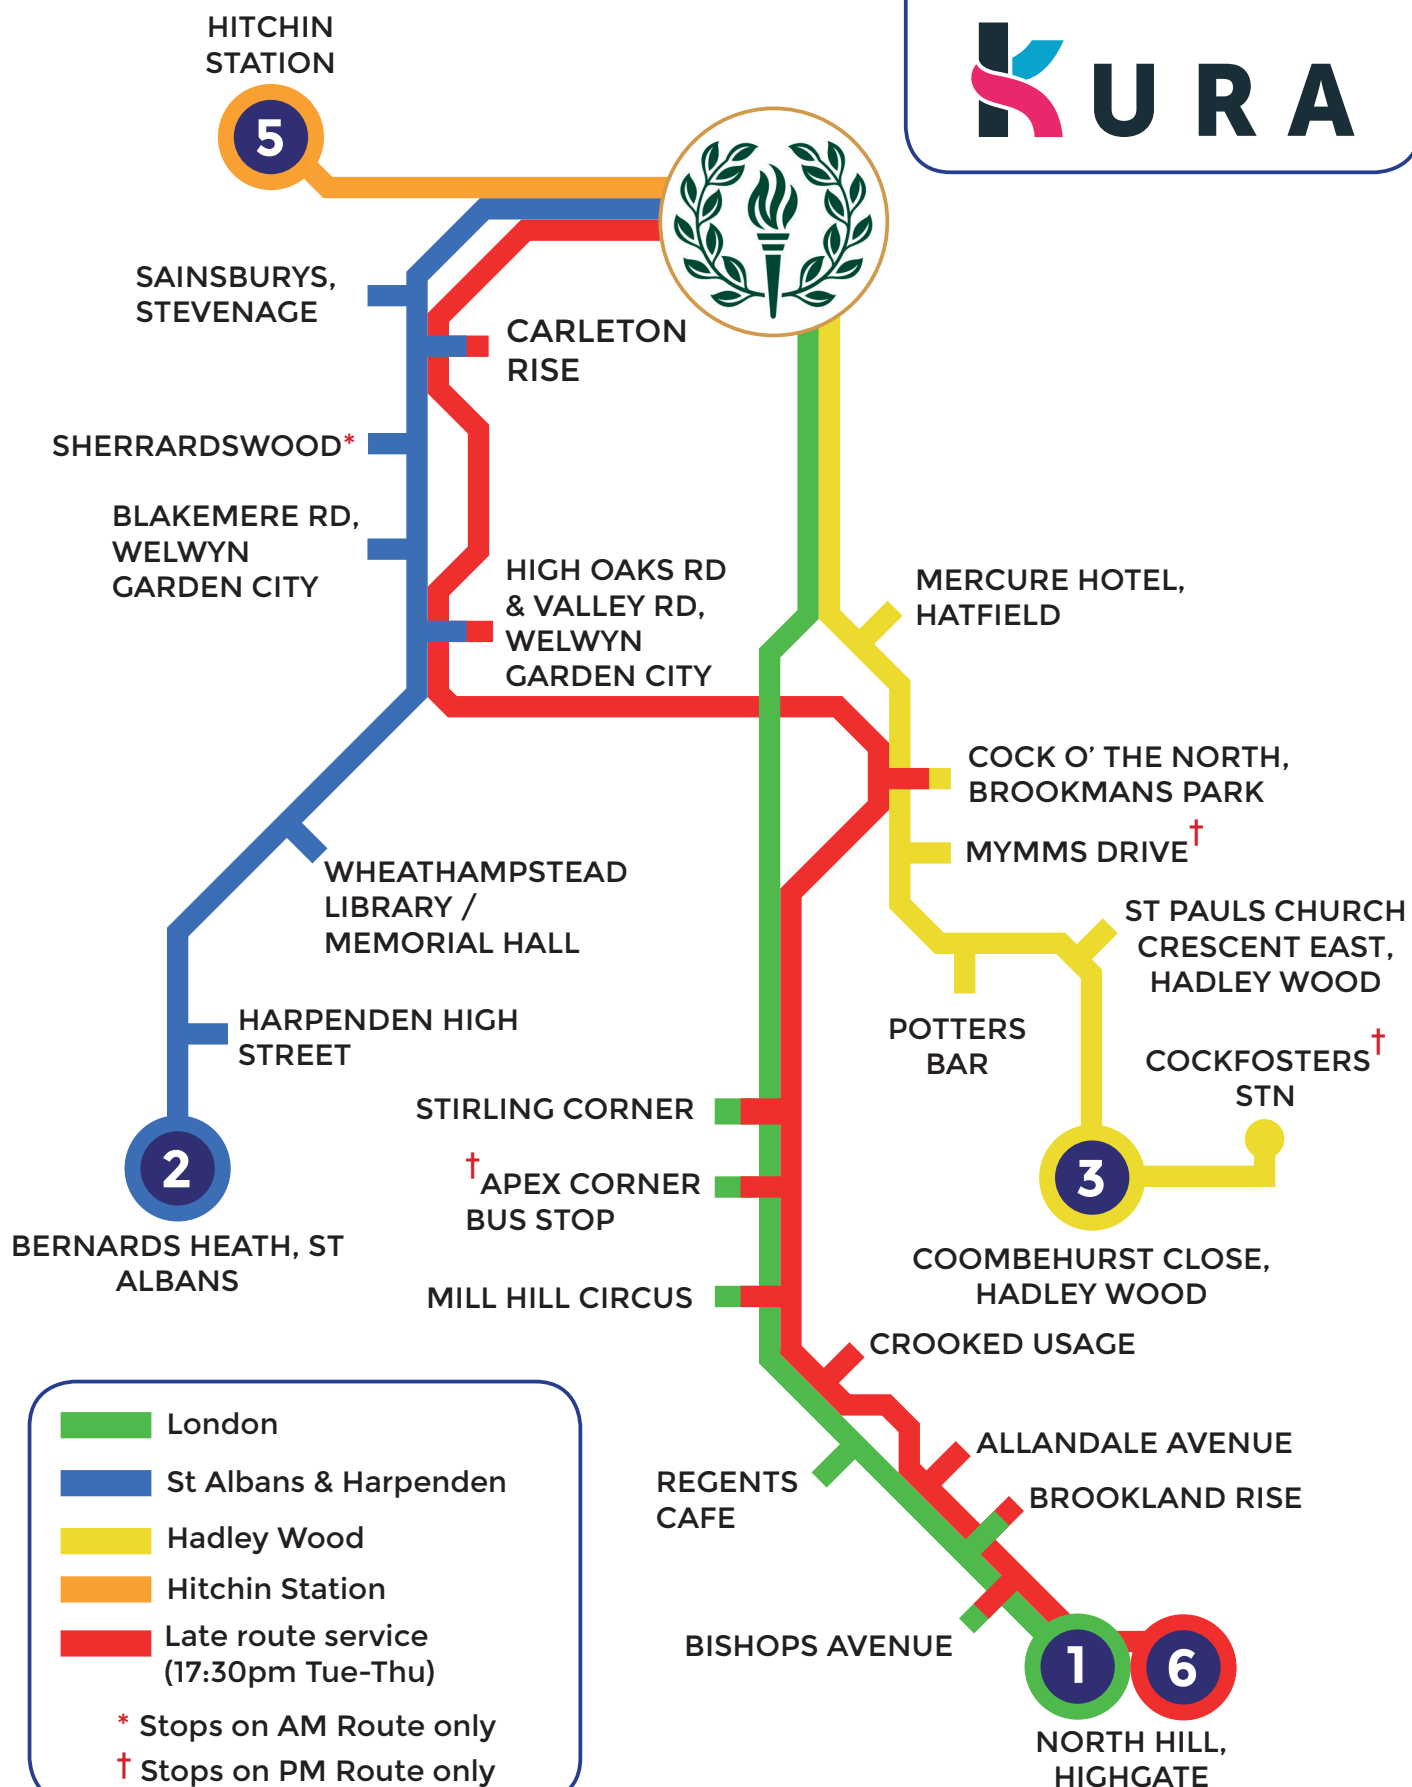 HITCHIN
STATION
5
KURA
SAINSBURYS,
STEVENAGE
CARLETON
RISE
SHERRARDSWOOD*
BLAKEMERE RD,
WELWYN
GARDEN CITY
HIGH OAKS RD
& VALLEY RD,
WELWYN
GARDEN CITY
MERCURE HOTEL,
HATFIELD
COCK O’ THE NORTH,
BROOKMANS PARK
MYMMS DRIVE†
WHEATHAMPSTEAD
LIBRARY /
MEMORIAL HALL
ST PAULS CHURCH
CRESCENT EAST,
HADLEY WOOD
HARPENDEN HIGH
STREET
POTTERS
BAR
COCKFOSTERS†
STN
STIRLING CORNER
†APEX CORNER
BUS STOP
2
3
BERNARDS HEATH, ST
ALBANS
COOMBEHURST CLOSE,
HADLEY WOOD
MILL HILL CIRCUS
CROOKED USAGE
ALLANDALE AVENUE
REGENTS
CAFE
BROOKLAND RISE
BISHOPS AVENUE
1
6
NORTH HILL,
HIGHGATE
London
St Albans & Harpenden
Hadley Wood
Hitchin Station
Late route service
(17:30pm Tue-Thu)
* Stops on AM Route only
† Stops on PM Route only